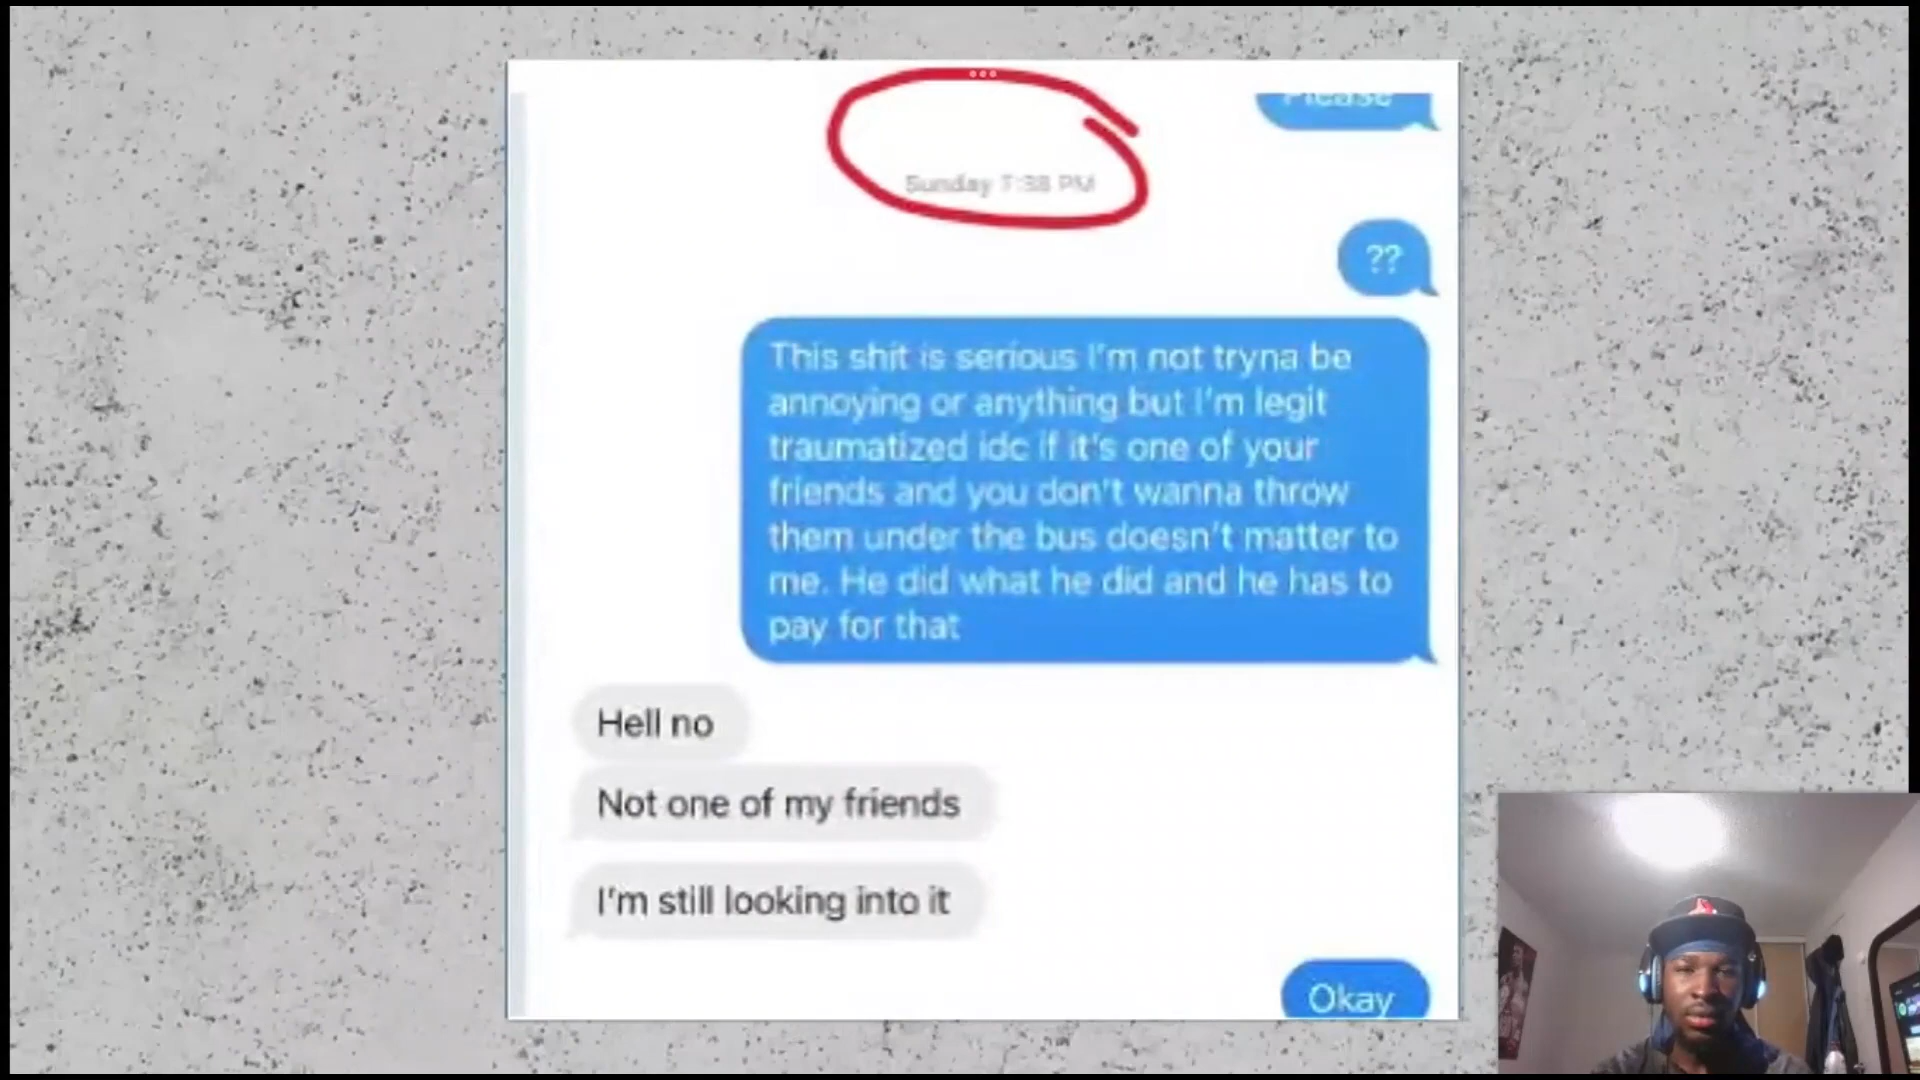 Please
Sunday 7:38 PM
??
This shit is serious I'm not tryna be
annoying or anything but I'm legit
traumatized idc if it's one of your
friends and you don't wanna throw
them under the bus doesn't matter to
me. He did what he did and he has to
pay for that
Hell no
Not one of my friends
I'm still looking into it
Okay